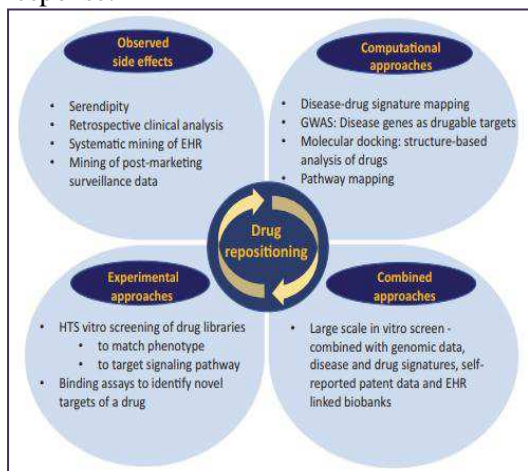 Observed
side effects
• Serendipity
• Retrospective clinical analysis
• Systematic mining of EHR
• Mining of post-marketing
surveillance data
Computational
approaches
• Disease-drug signature mapping
• GWAS: Disease genes as drugable targets
• Molecular docking: structure-based
analysis of drugs
• Pathway mapping
Drug
repositioning
Experimental
approaches
• HTS vitro screening of drug libraries
• to match phenotype
• to target signaling pathway
• Binding assays to identify novel
targets of a drug
Combined
approaches
• Large scale in vitro screen -
combined with genomic data,
disease and drug signatures, self-
reported patent data and EHR
linked biobanks